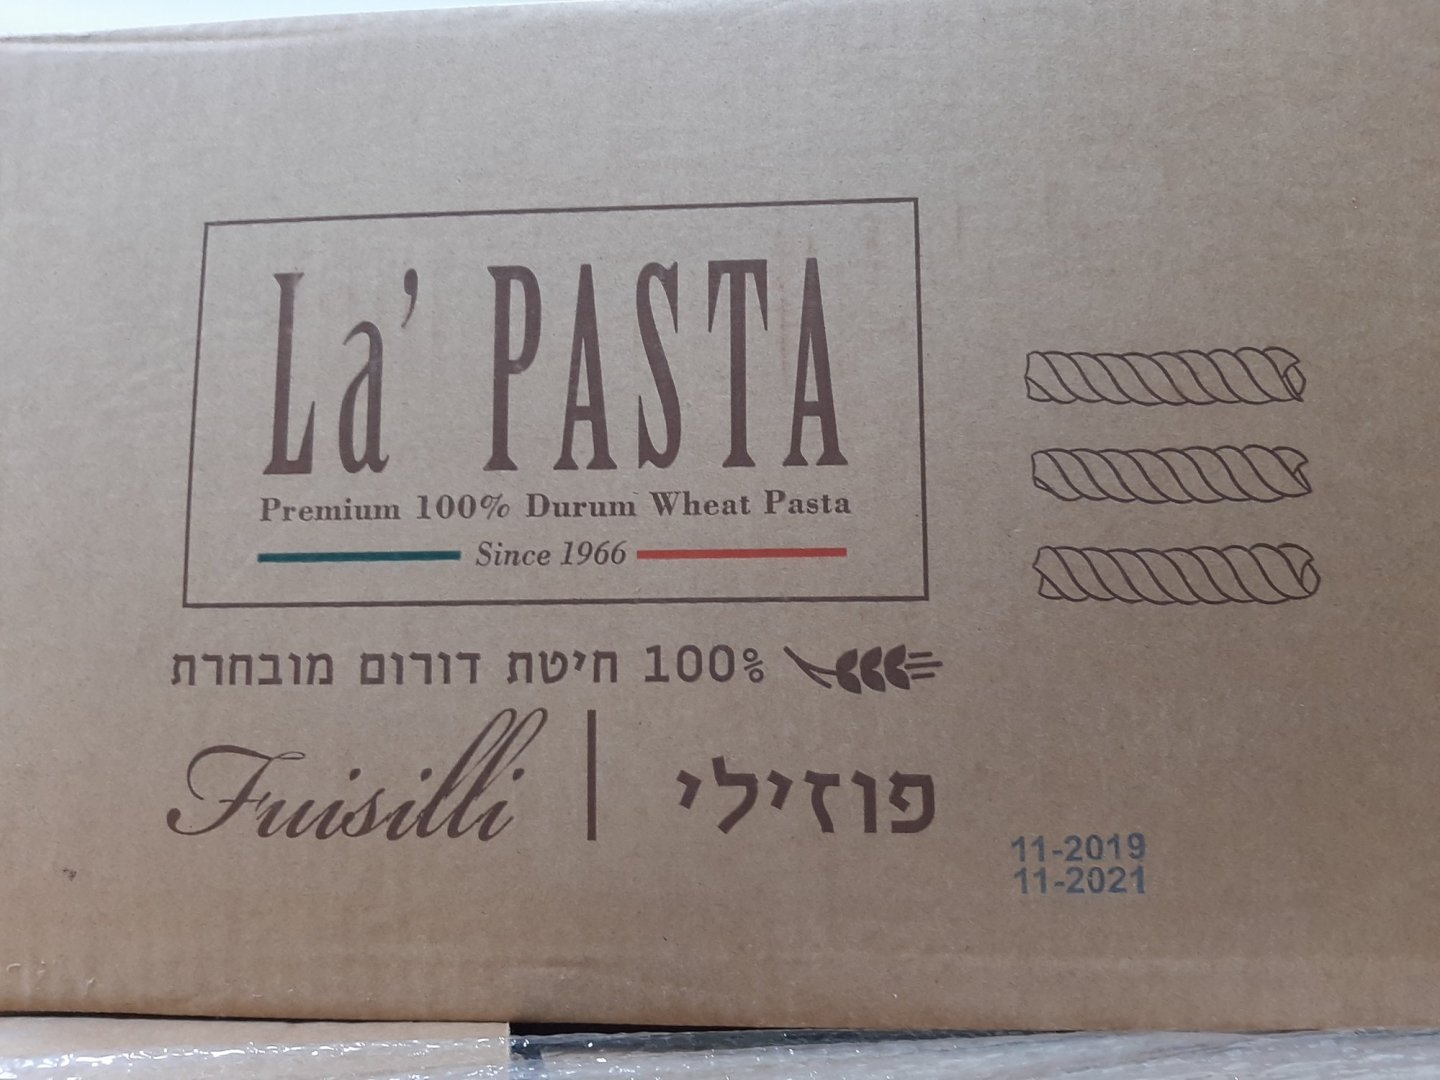 La' PASTA
Premium 100% Durum Wheat Pasta
Since 1966
100% חיטת דורום מובחרת
Fuisilli | פוזילי
11-2019
11-2021